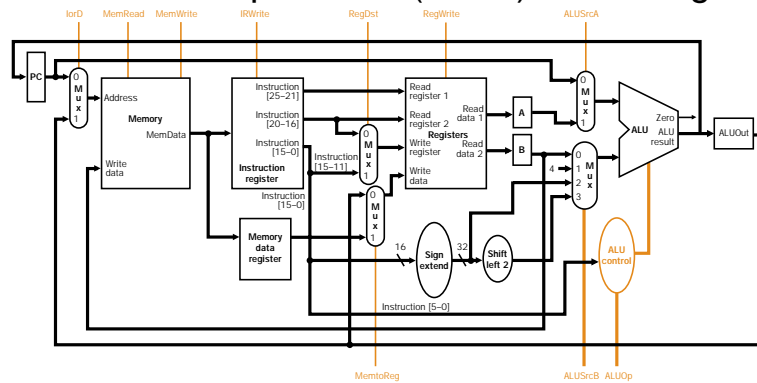 IorD MemRead MemWrite IRWrite RegDst RegWrite ALUSrcA
PC
0
M
u
x
1
Address
Memory
MemData
Write
data
Instruction
[25–21]
Instruction
[20–16]
Instruction
[15–0]
Instruction
register
Instruction
[15–11]
Instruction
[15–0]
Memory
data
register
0
M
u
x
1
0
M
u
x
1
Read
register 1
Read
register 2
Registers
Write
register
Write
data
Read
data 1
Read
data 2
A
B
4
0
M
u
x
1
0
1 M
u
2 x
3
Zero
ALU ALU
result
ALUOut
16
Sign
extend
32
Shift
left 2
ALU
control
Instruction [5–0]
MemtoReg ALUSrcB ALUOp